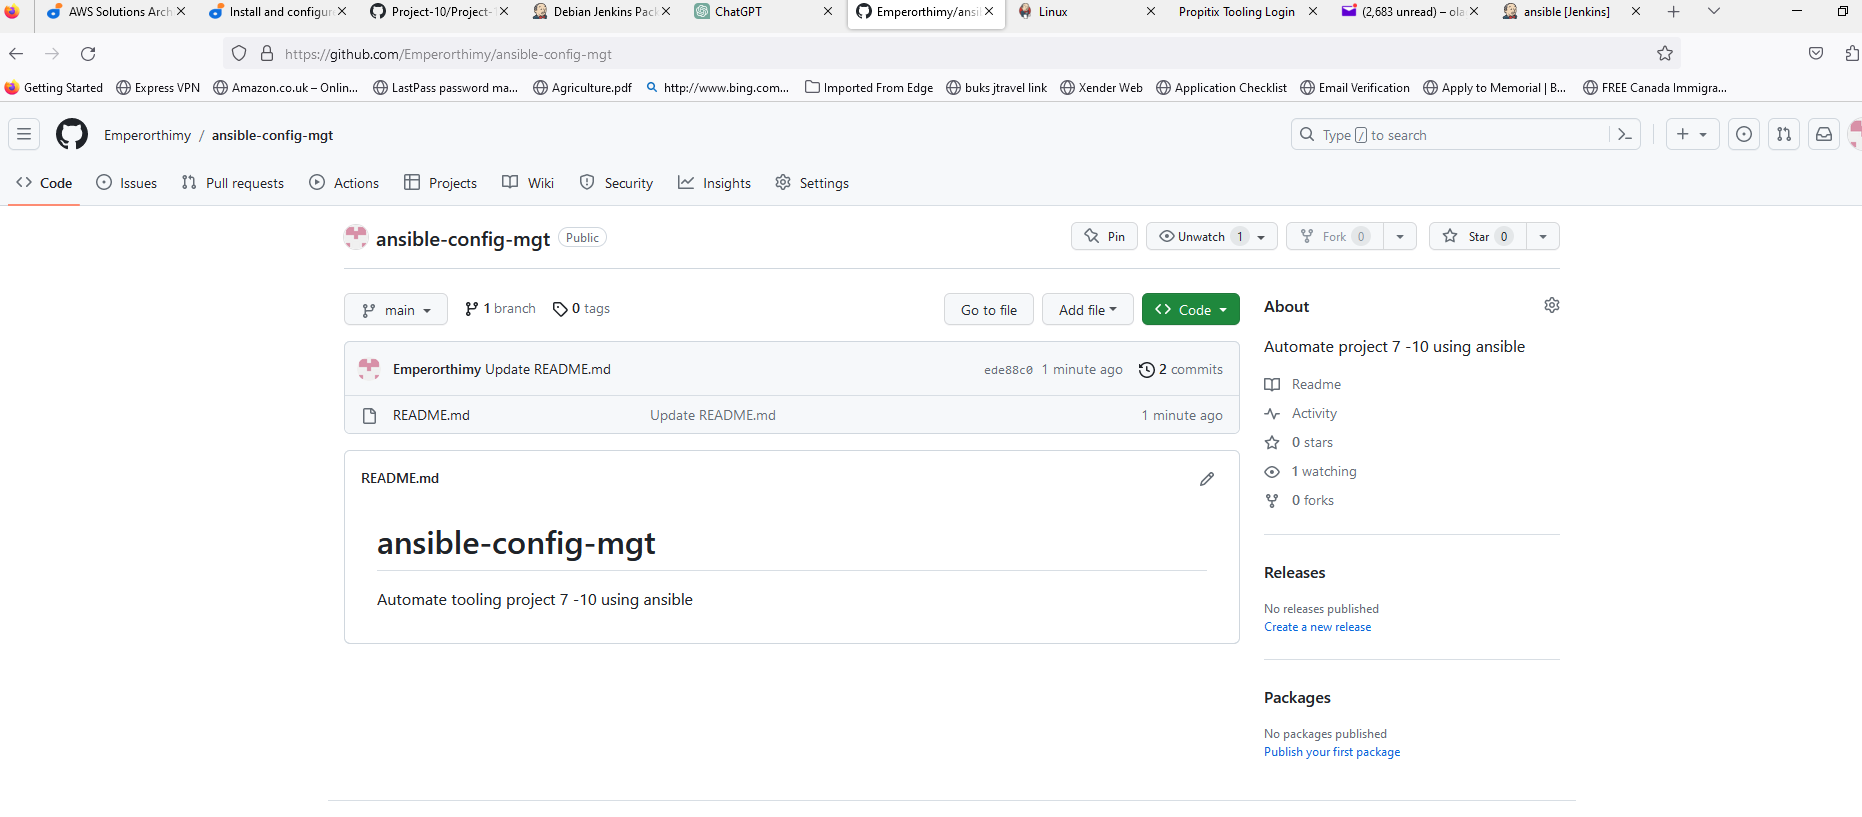 AWS Solutions Arch
Install and configur
Project-10/Project-
Debian Jenkins Pac
ChatGPT
Emperorthimy/ansi
Linux
Propitix Tooling Login
(2,683 unread) – ola
ansible [Jenkins]
https://github.com/Emperorthimy/ansible-config-mgt
Getting Started Express VPN Amazon.co.uk – Onlin... LastPass password ma... Agriculture.pdf http://www.bing.com... Imported From Edge buks jtravel link Xender Web Application Checklist Email Verification Apply to Memorial | B... FREE Canada Immigra...
Emperorthimy / ansible-config-mgt
Type / to search
Code Issues Pull requests Actions Projects Wiki Security Insights Settings
ansible-config-mgt Public
Pin Unwatch 1 Fork 0 Star 0
main 1 branch 0 tags Go to file Add file Code
Emperorthimy Update README.md ede88c0 1 minute ago 2 commits
README.md Update README.md 1 minute ago
README.md
ansible-config-mgt
Automate tooling project 7 -10 using ansible
About
Automate project 7 -10 using ansible
Readme
Activity
0 stars
1 watching
0 forks
Releases
No releases published
Create a new release
Packages
No packages published
Publish your first package